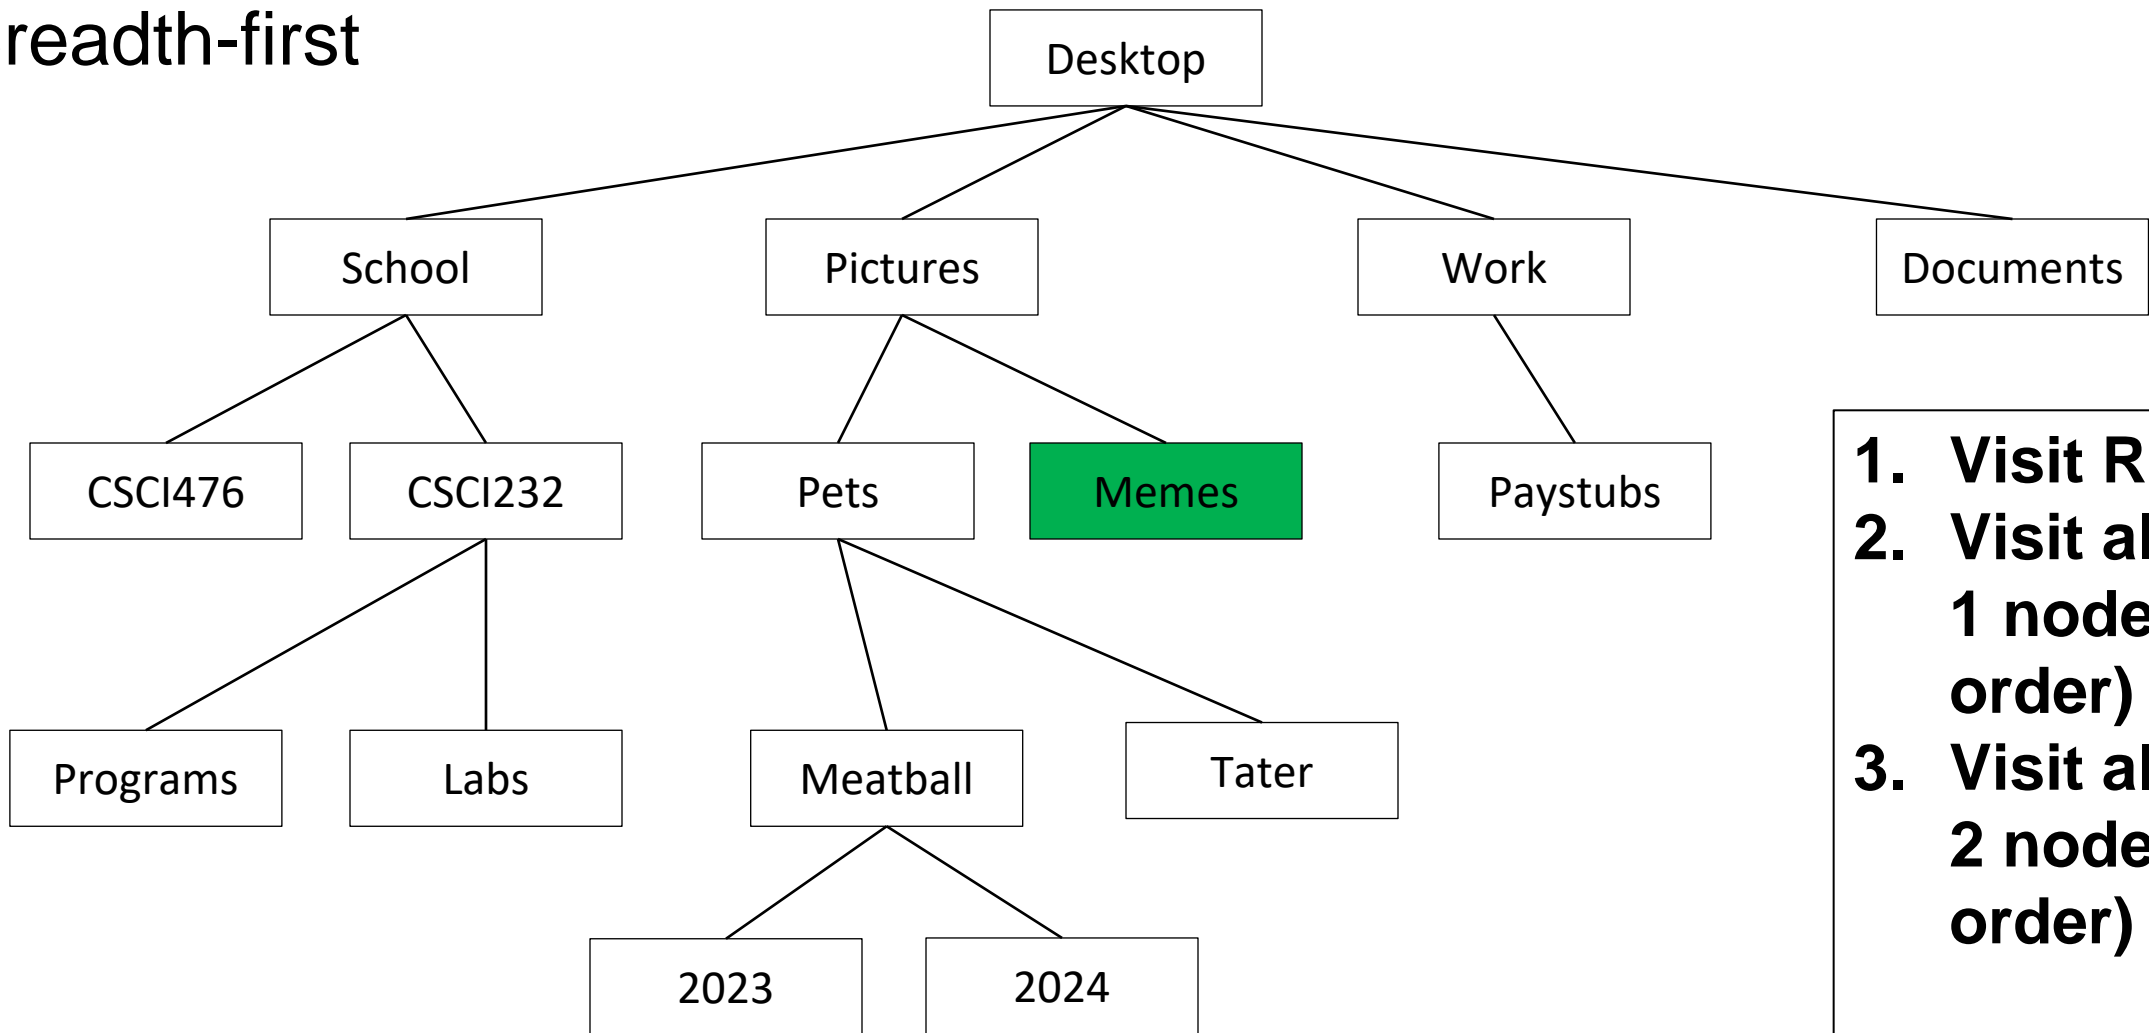 readth-first
Desktop
School
Pictures
Work
Documents
CSCI476
CSCI232
Pets
Memes
Paystubs
Programs
Labs
Meatball
Tater
2023
2024
1. Visit R
2. Visit al
1 node
order)
3. Visit al
2 node
order)